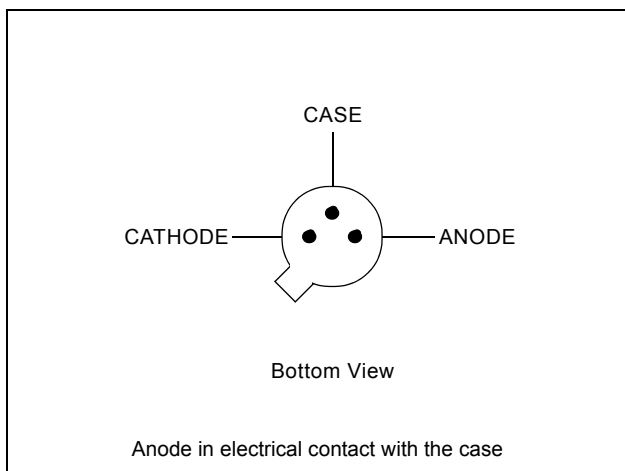 CASE
CATHODE
ANODE
Bottom View
Anode in electrical contact with the case